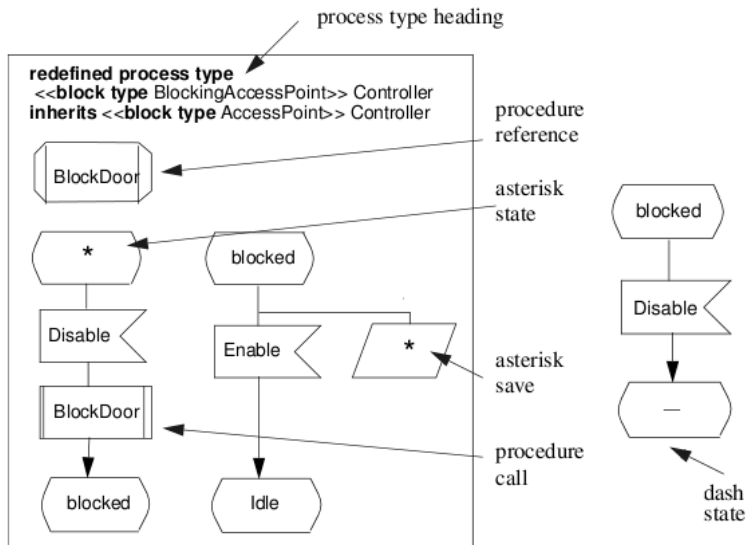 process type heading
redefined process type
<<block type BlockingAccessPoint>> Controller
inherits <<block type AccessPoint>> Controller
procedure
reference
BlockDoor
asterisk
state
*
blocked
blocked
Disable
Enable
*
Disable
asterisk
save
BlockDoor
—
procedure
call
blocked
Idle
dash
state